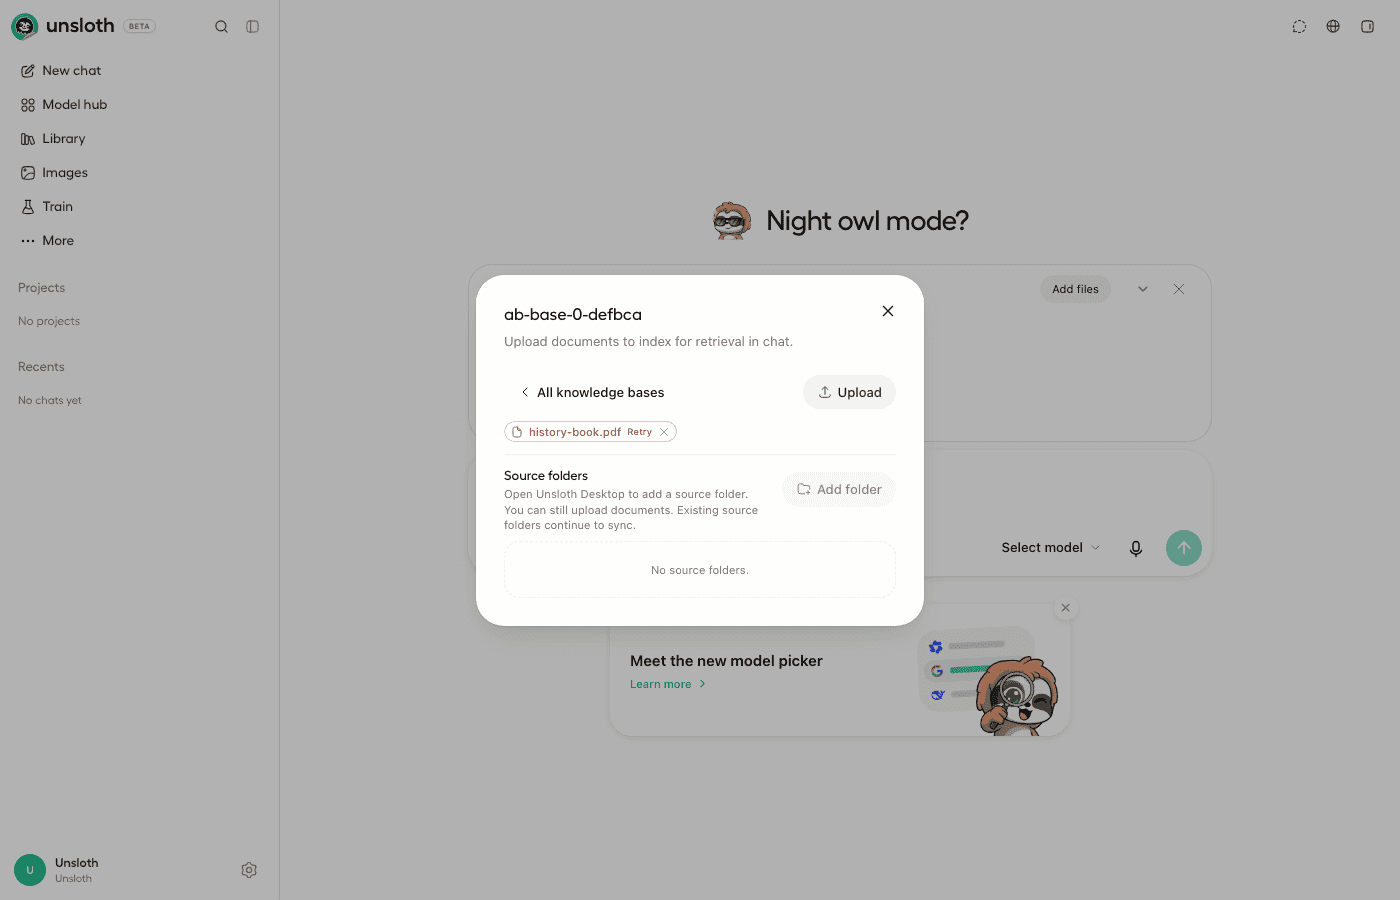 unsloth BETA
New chat
Model hub
Library
Images
Train
More
Projects
No projects
Recents
No chats yet
Night owl mode?
Add files
ab-base-0-defbca
Upload documents to index for retrieval in chat.
All knowledge bases
Upload
history-book.pdf Retry
Source folders
Open Unsloth Desktop to add a source folder.
You can still upload documents. Existing source
folders continue to sync.
Add folder
No source folders.
Select model
Meet the new model picker
Learn more
U
Unsloth
Unsloth